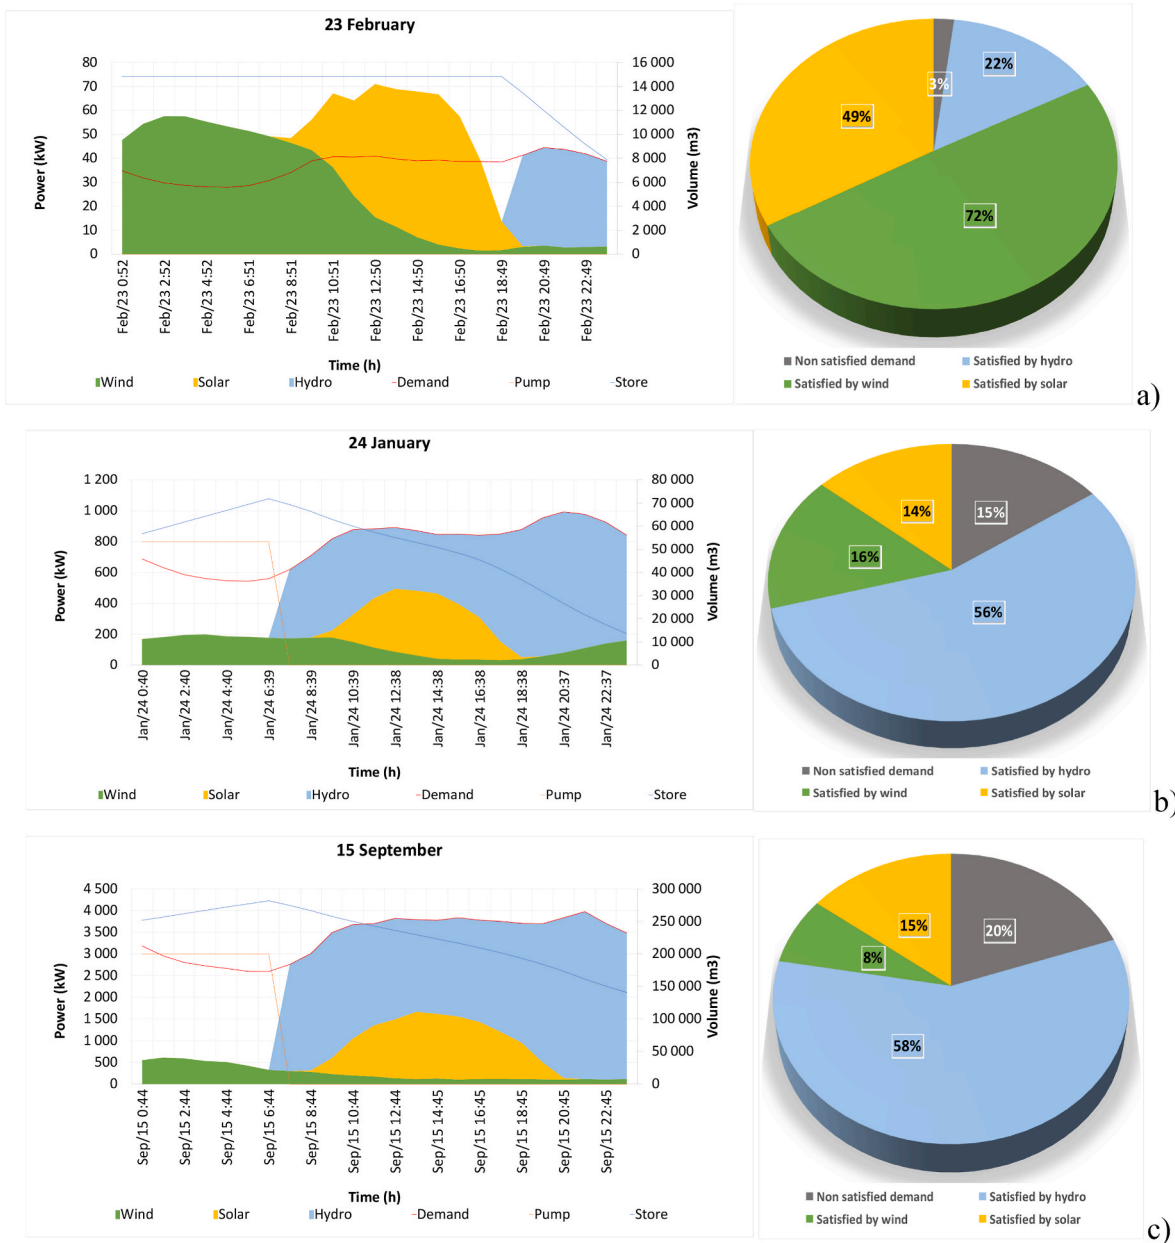 23 February
80
70
60
50
40
30
20
10
0
Power (kW)
16 000
14 000
12 000
10 000
8 000
6 000
4 000
2 000
0
Volume (m3)
Feb/23 0:52
Feb/23 2:52
Feb/23 4:52
Feb/23 6:51
Feb/23 8:51
Feb/23 10:51
Feb/23 12:50
Feb/23 14:50
Feb/23 16:50
Feb/23 18:49
Feb/23 20:49
Feb/23 22:49
Time (h)
Wind Solar Hydro Demand Pump Store
3%
22%
49%
72%
Non satisfied demand Satisfied by hydro
Satisfied by wind Satisfied by solar
a)
24 January
1 200
1 000
800
600
400
200
0
Power (kW)
80 000
70 000
60 000
50 000
40 000
30 000
20 000
10 000
0
Volume (m3)
Jan/24 0:40
Jan/24 2:40
Jan/24 4:40
Jan/24 6:39
Jan/24 8:39
Jan/24 10:39
Jan/24 12:38
Jan/24 14:38
Jan/24 16:38
Jan/24 18:38
Jan/24 20:37
Jan/24 22:37
Time (h)
Wind Solar Hydro Demand Pump Store
14%
15%
16%
56%
Non satisfied demand Satisfied by hydro
Satisfied by wind Satisfied by solar
b)
15 September
4 500
4 000
3 500
3 000
2 500
2 000
1 500
1 000
500
0
Power (kW)
300 000
250 000
200 000
150 000
100 000
50 000
0
Volume (m3)
Sep/15 0:44
Sep/15 2:44
Sep/15 4:44
Sep/15 6:44
Sep/15 8:44
Sep/15 10:44
Sep/15 12:44
Sep/15 14:45
Sep/15 16:45
Sep/15 18:45
Sep/15 20:45
Sep/15 22:45
Time (h)
Wind Solar Hydro Demand Pump Store
15%
20%
8%
58%
Non satisfied demand Satisfied by hydro
Satisfied by wind Satisfied by solar
c)